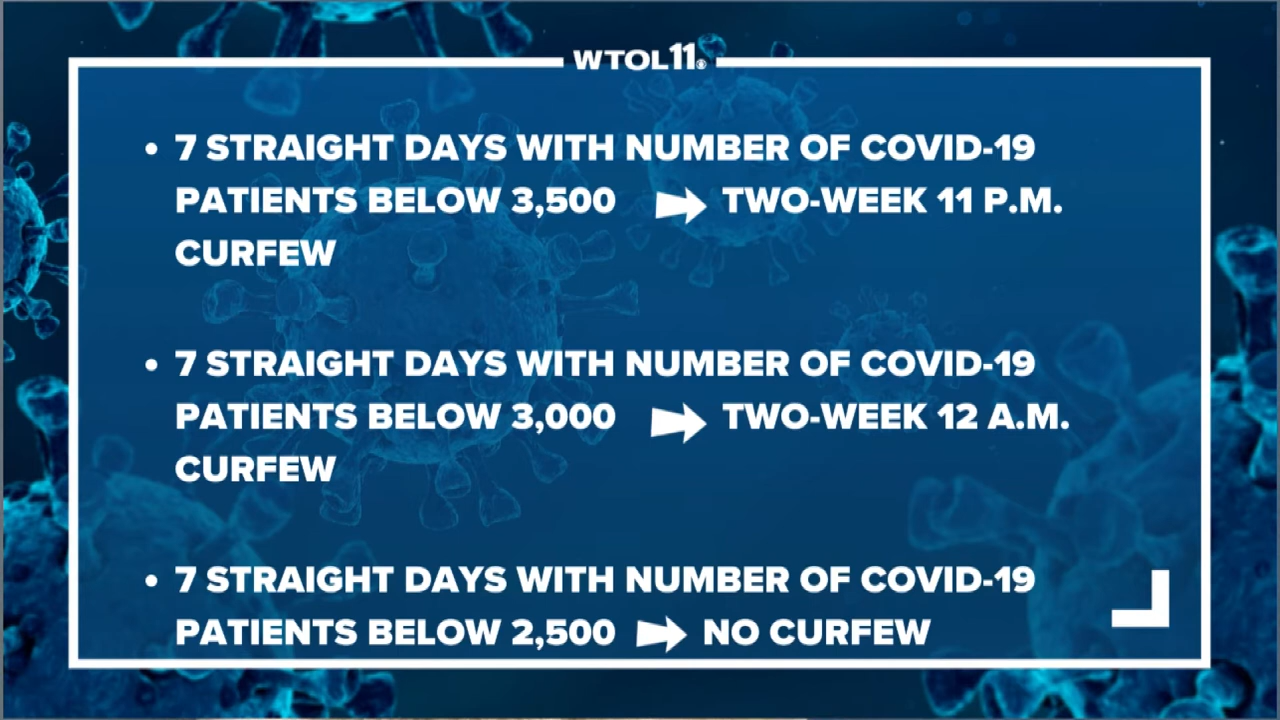 WTOL11
• 7 STRAIGHT DAYS WITH NUMBER OF COVID-19
PATIENTS BELOW 3,500 ➡ TWO-WEEK 11 P.M.
CURFEW
• 7 STRAIGHT DAYS WITH NUMBER OF COVID-19
PATIENTS BELOW 3,000 ➡ TWO-WEEK 12 A.M.
CURFEW
• 7 STRAIGHT DAYS WITH NUMBER OF COVID-19
PATIENTS BELOW 2,500 ➡ NO CURFEW